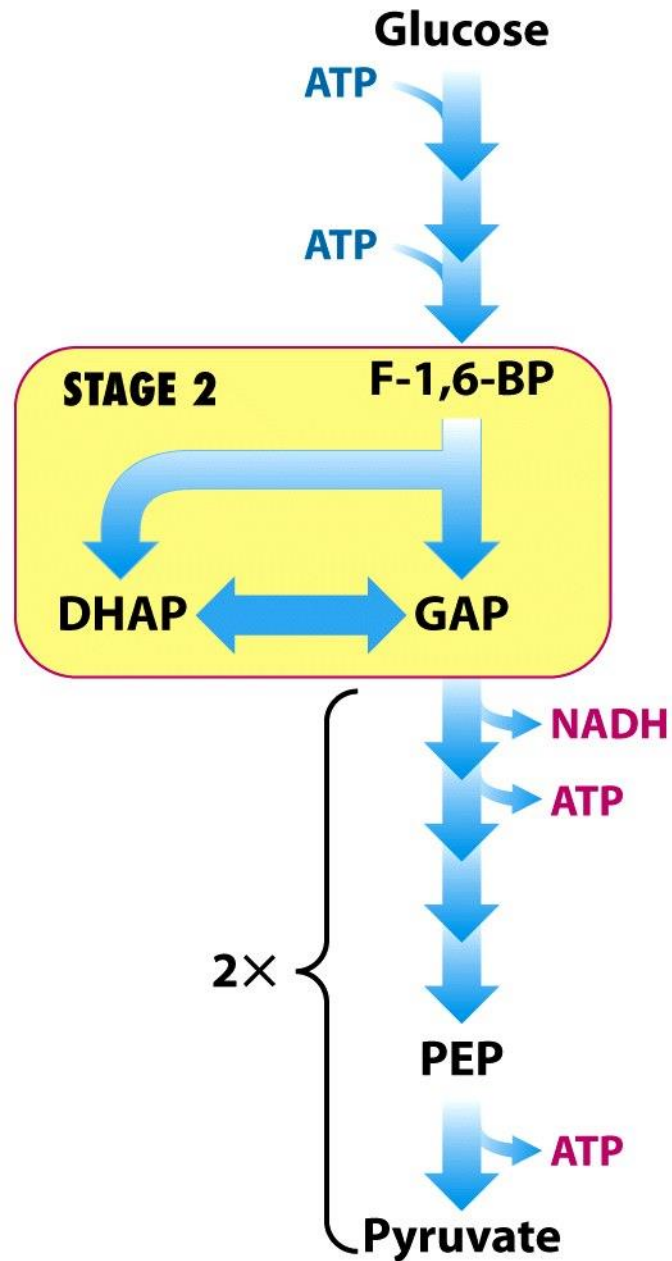 Glucose
ATP
ATP
STAGE 2
F-1,6-BP
DHAP
GAP
NADH
ATP
2×
PEP
ATP
Pyruvate